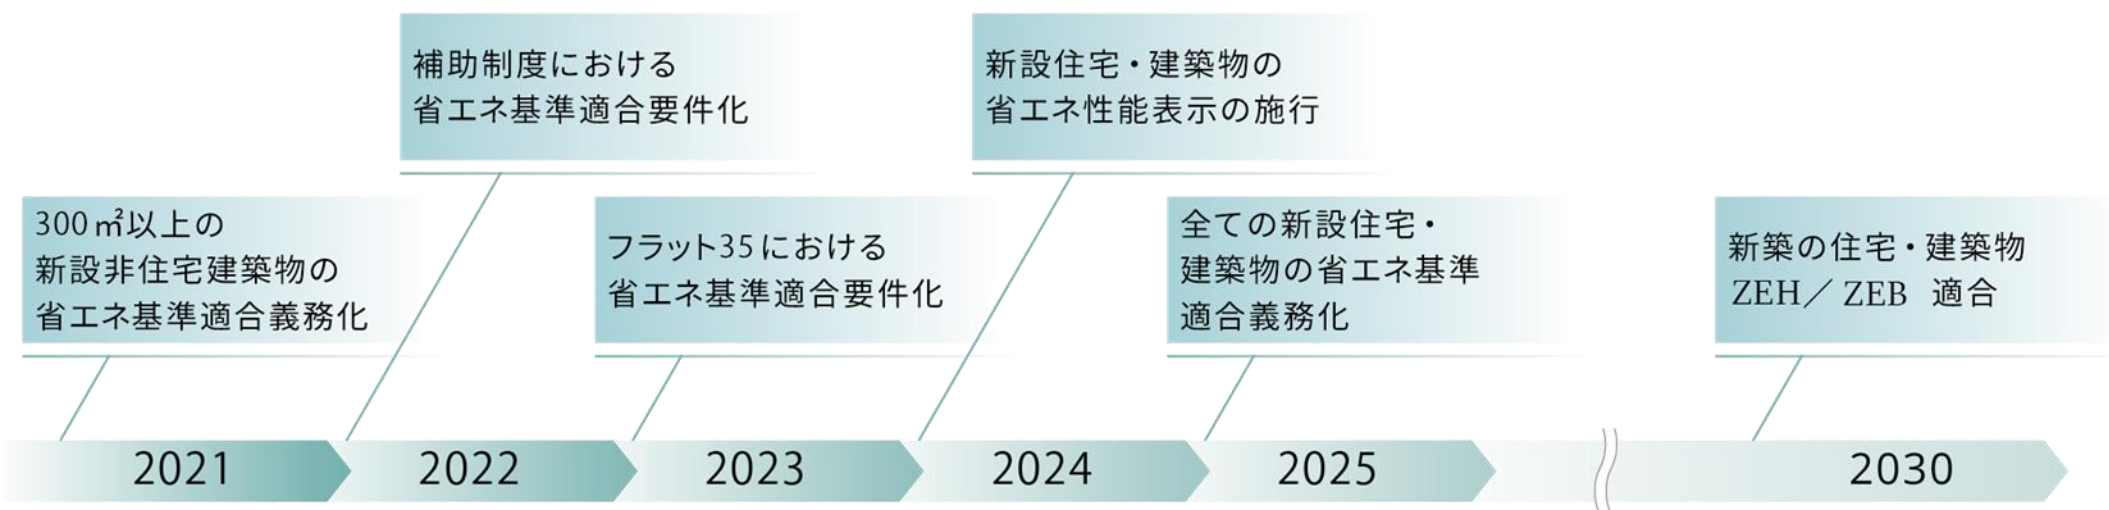 補助制度における
省エネ基準適合要件化
新設住宅・建築物の
省エネ性能表示の施行
300㎡以上の
新設非住宅建築物の
省エネ基準適合義務化
フラット35における
省エネ基準適合要件化
全ての新設住宅・
建築物の省エネ基準
適合義務化
新築の住宅・建築物
ZEH／ZEB 適合
2021
2022
2023
2024
2025
2030